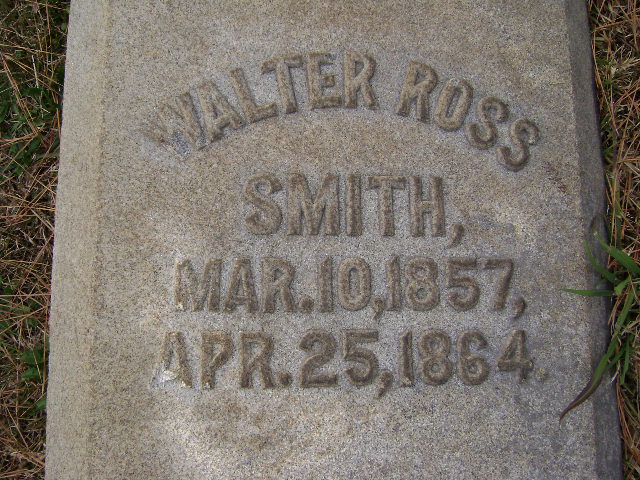 WALTER ROSS
SMITH,
MAR.10,1857,
APR.25,1864.